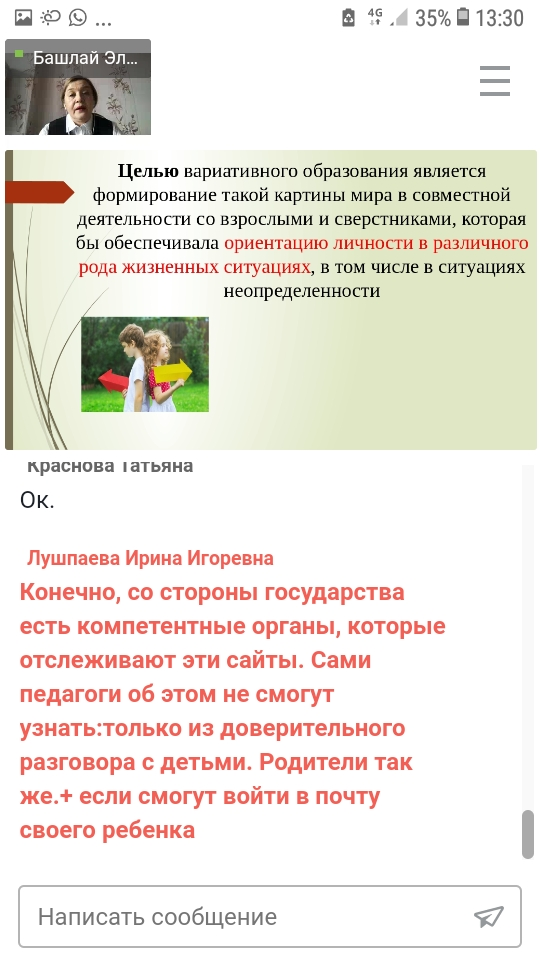 ...
4G
35%
13:30
Башлай Эл...
Целью вариативного образования является
формирование такой картины мира в совместной
деятельности со взрослыми и сверстниками, которая
бы обеспечивала ориентацию личности в различного
рода жизненных ситуациях, в том числе в ситуациях
неопределенности
Краснова Татьяна
Ок.
Лушпаева Ирина Игоревна
Конечно, со стороны государства
есть компетентные органы, которые
отслеживают эти сайты. Сами
педагоги об этом не смогут
узнать:только из доверительного
разговора с детьми. Родители так
же.+ если смогут войти в почту
своего ребенка
Написать сообщение